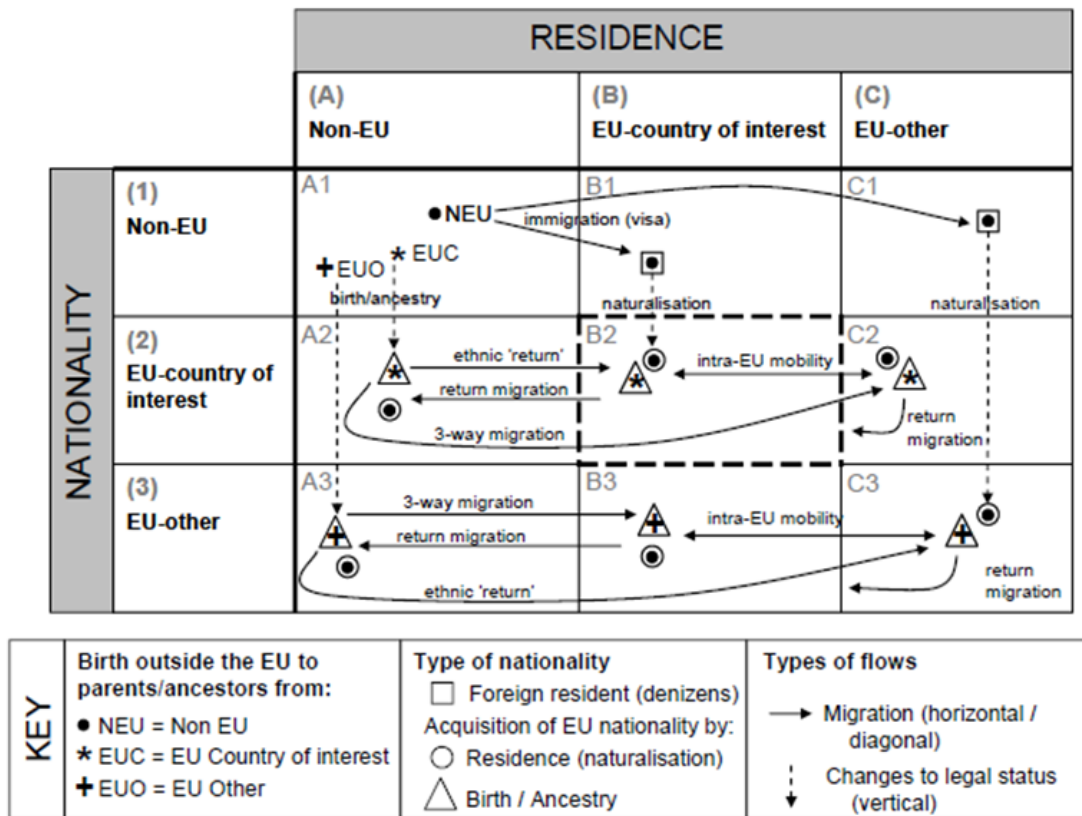 RESIDENCE
(A)
Non-EU
(B)
EU-country of interest
(C)
EU-other
NATIONALITY
(1)
Non-EU
A1
NEU
EUC
EUO
birth/ancestry
B1
immigration (visa)
naturalisation
C1
naturalisation
(2)
EU-country of
interest
A2
ethnic 'return'
return migration
3-way migration
B2
intra-EU mobility
C2
return
migration
(3)
EU-other
A3
3-way migration
return migration
ethnic 'return'
B3
intra-EU mobility
C3
return
migration
KEY
Birth outside the EU to
parents/ancestors from:
NEU = Non EU
EUC = EU Country of interest
EUO = EU Other
Type of nationality
Foreign resident (denizens)
Acquisition of EU nationality by:
Residence (naturalisation)
Birth / Ancestry
Types of flows
Migration (horizontal /
diagonal)
Changes to legal status
(vertical)